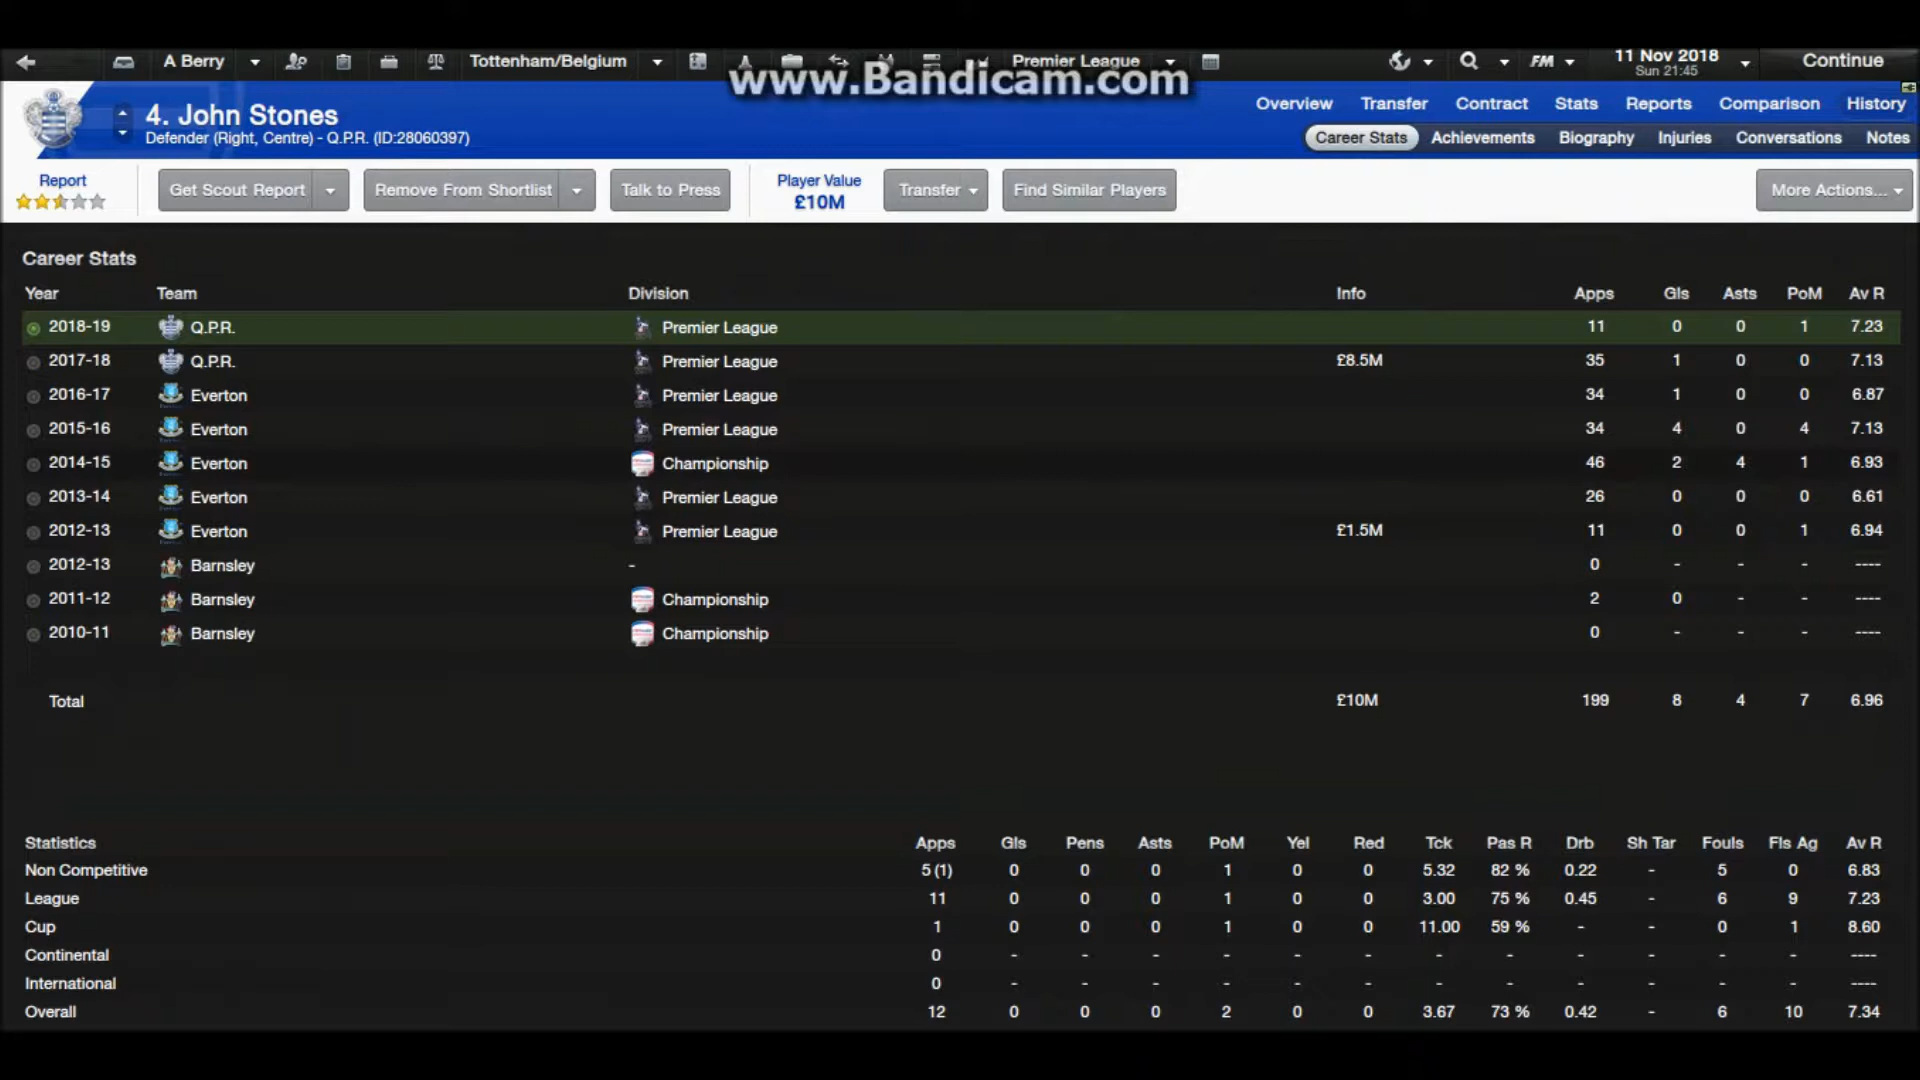 A Berry Tottenham/Belgium Premier League FM 11 Nov 2018 Continue
Sun 21:45
www.Bandicam.com
4. John Stones
Defender (Right, Centre) - Q.P.R. (ID:28060397)
Overview Transfer Contract Stats Reports Comparison History
Career Stats Achievements Biography Injuries Conversations Notes
Report
Get Scout Report Remove From Shortlist Talk to Press
Player Value
£10M
Transfer Find Similar Players More Actions...
Career Stats
Year Team Division Info Apps Gls Asts PoM Av R
2018-19 Q.P.R. Premier League 11 0 0 1 7.23
2017-18 Q.P.R. Premier League £8.5M 35 1 0 0 7.13
2016-17 Everton Premier League 34 1 0 0 6.87
2015-16 Everton Premier League 34 4 0 4 7.13
2014-15 Everton Championship 46 2 4 1 6.93
2013-14 Everton Premier League 26 0 0 0 6.61
2012-13 Everton Premier League £1.5M 11 0 0 1 6.94
2012-13 Barnsley - 0 - - - ----
2011-12 Barnsley Championship 2 0 - - ----
2010-11 Barnsley Championship 0 - - - ----
Total £10M 199 8 4 7 6.96
Statistics Apps Gls Pens Asts PoM Yel Red Tck Pas R Drb Sh Tar Fouls Fls Ag Av R
Non Competitive 5 (1) 0 0 0 1 0 0 5.32 82 % 0.22 - 5 0 6.83
League 11 0 0 0 1 0 0 3.00 75 % 0.45 - 6 9 7.23
Cup 1 0 0 0 1 0 0 11.00 59 % - - 0 1 8.60
Continental 0 - - - - - - - - - - - - ----
International 0 - - - - - - - - - - - - ----
Overall 12 0 0 0 2 0 0 3.67 73 % 0.42 - 6 10 7.34